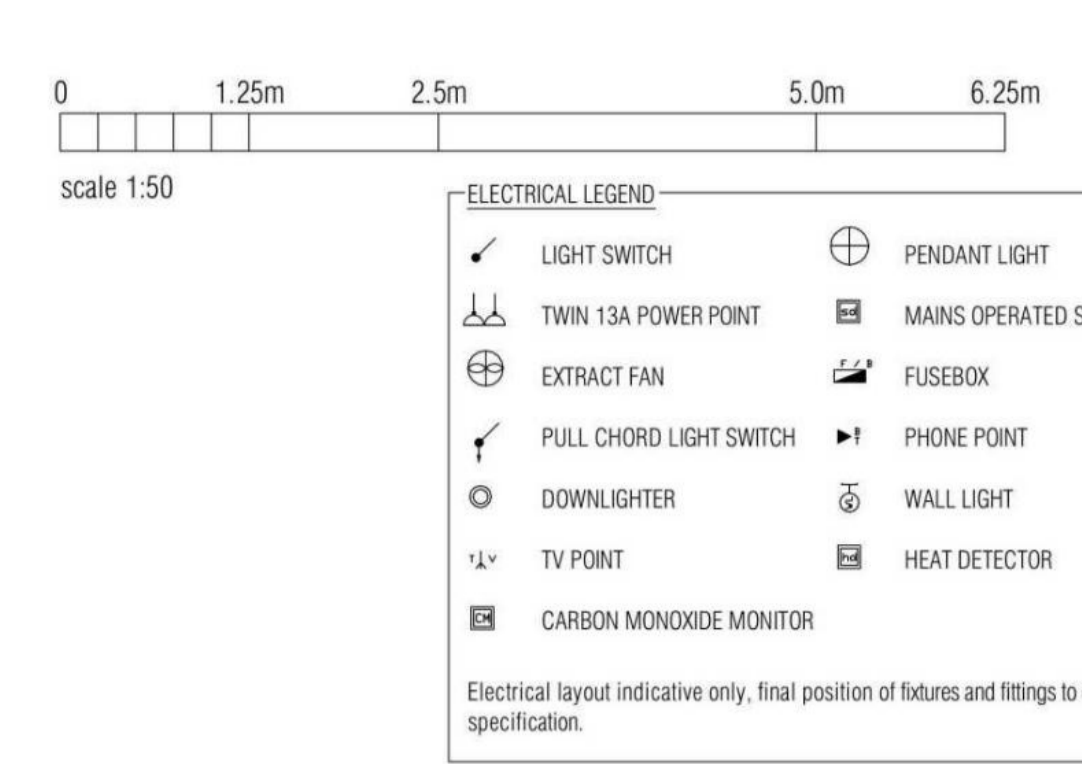 0 1.25m 2.5m 5.0m 6.25m
scale 1:50
ELECTRICAL LEGEND
LIGHT SWITCH
TWIN 13A POWER POINT
EXTRACT FAN
PULL CHORD LIGHT SWITCH
DOWNLIGHTER
T V TV POINT
CM CARBON MONOXIDE MONITOR
PENDANT LIGHT
sd MAINS OPERATED S
F / B FUSEBOX
BT PHONE POINT
WALL LIGHT
hd HEAT DETECTOR
Electrical layout indicative only, final position of fixtures and fittings to
specification.